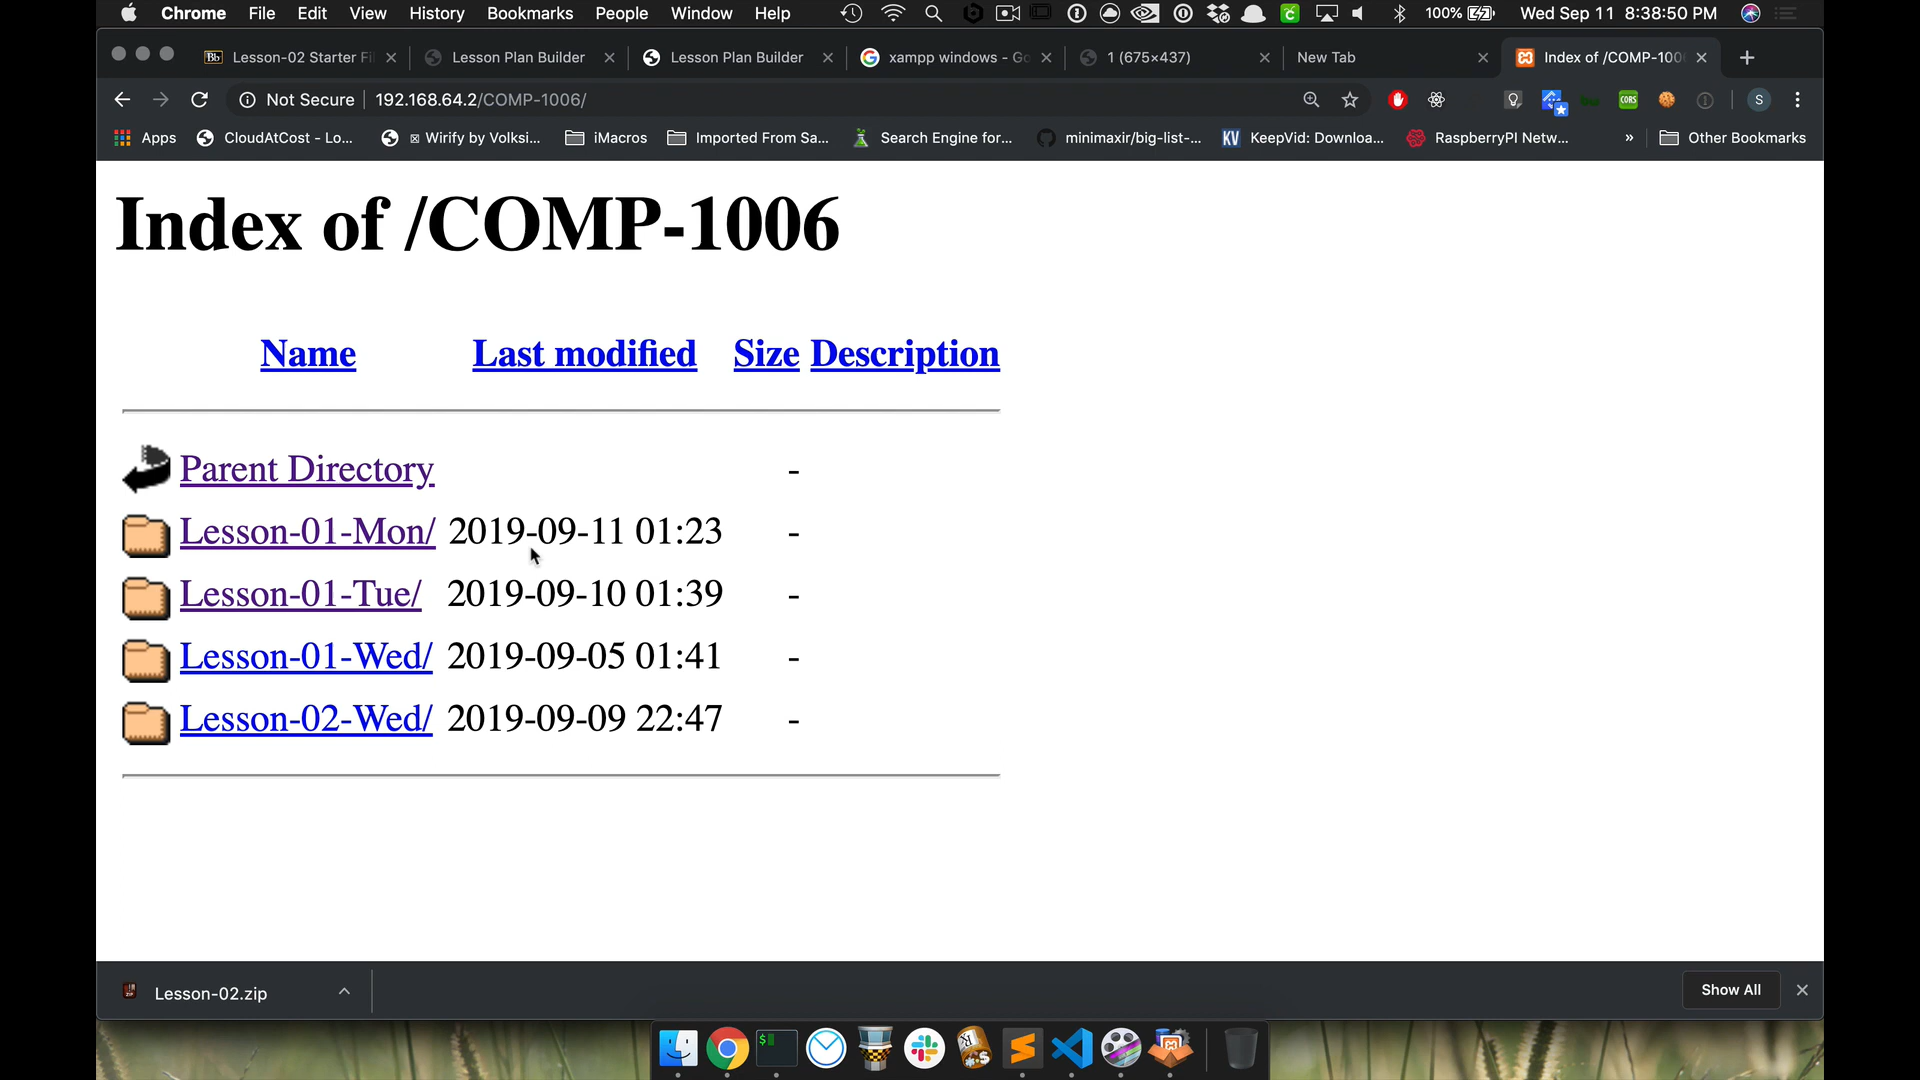 Chrome File Edit View History Bookmarks People Window Help 100% Wed Sep 11 8:38:50 PM
Bb Lesson-02 Starter Fi Lesson Plan Builder Lesson Plan Builder xampp windows - Go 1 (675×437) New Tab Index of /COMP-100
Not Secure 192.168.64.2/COMP-1006/ CORS S
Apps CloudAtCost - Lo... Wirify by Volksi... iMacros Imported From Sa... Search Engine for... minimaxir/big-list-... KV KeepVid: Downloa... RaspberryPI Netw... » Other Bookmarks
Index of /COMP-1006
Name Last modified Size Description
Parent Directory -
Lesson-01-Mon/ 2019-09-11 01:23 -
Lesson-01-Tue/ 2019-09-10 01:39 -
Lesson-01-Wed/ 2019-09-05 01:41 -
Lesson-02-Wed/ 2019-09-09 22:47 -
Lesson-02.zip Show All